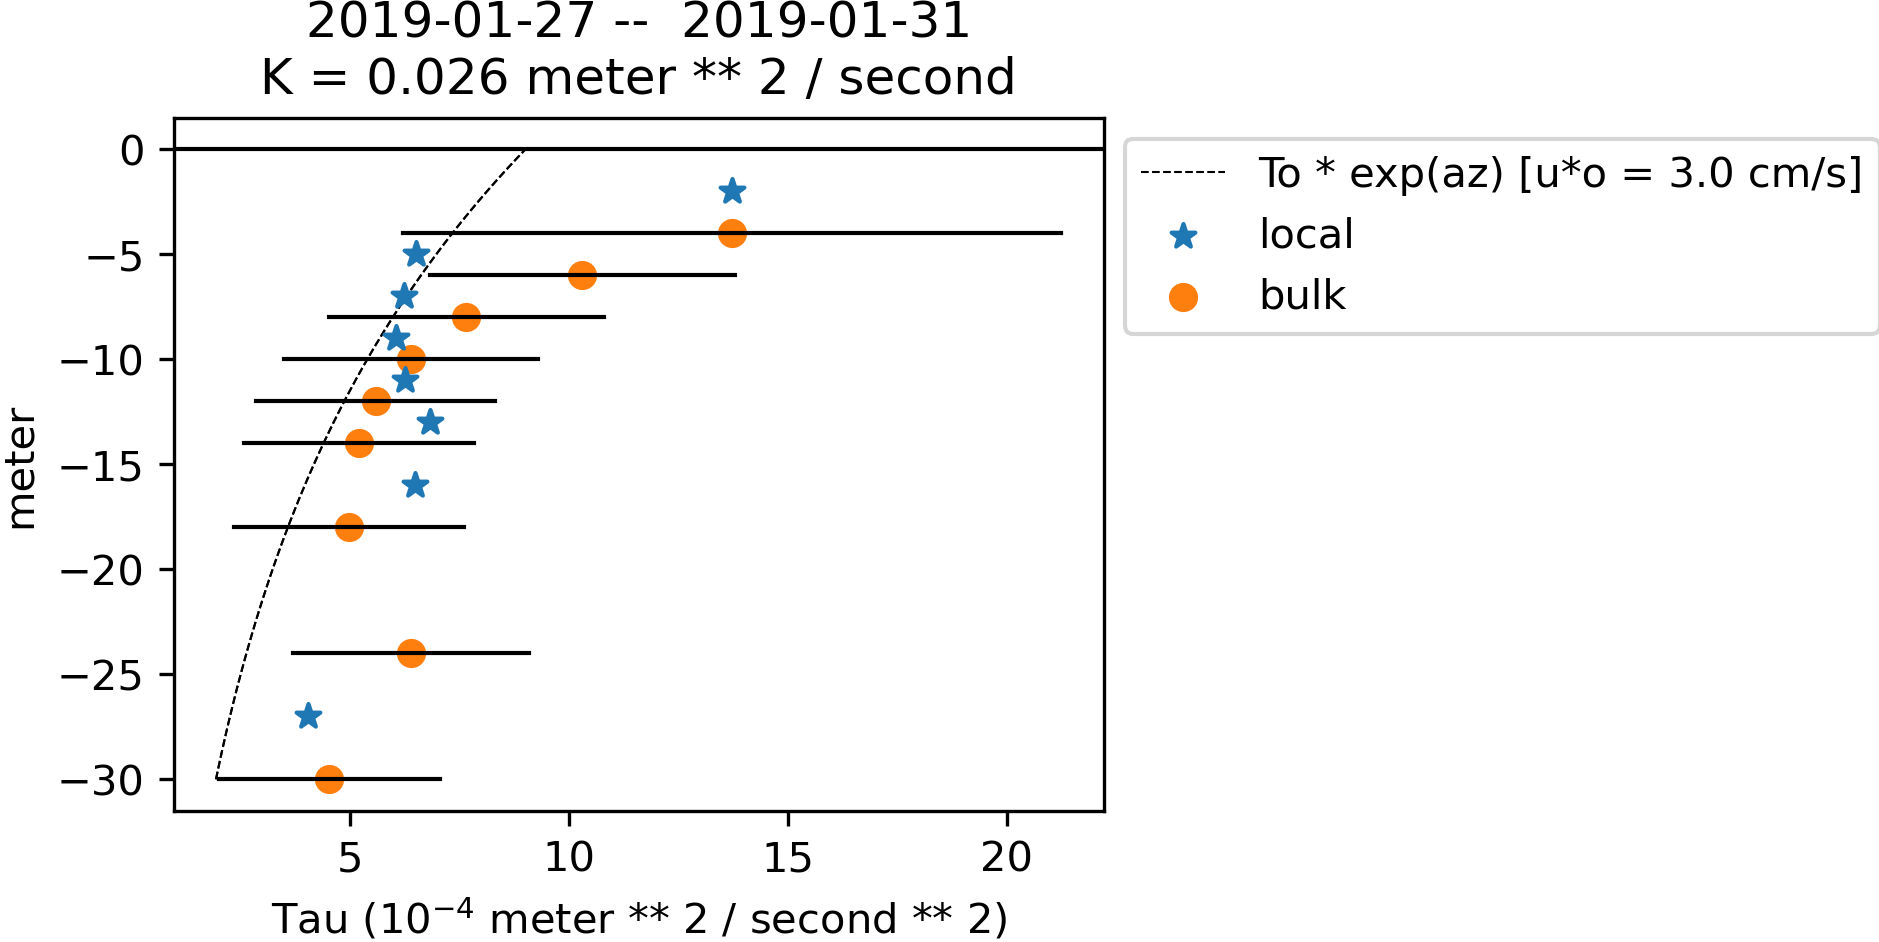 2019-01-27 --  2019-01-31
K = 0.026 meter ** 2 / second
0
−5
−10
−15
−20
−25
−30
meter
5
10
15
20
Tau (10⁻⁴ meter ** 2 / second ** 2)
To * exp(az) [u*o = 3.0 cm/s]
local
bulk